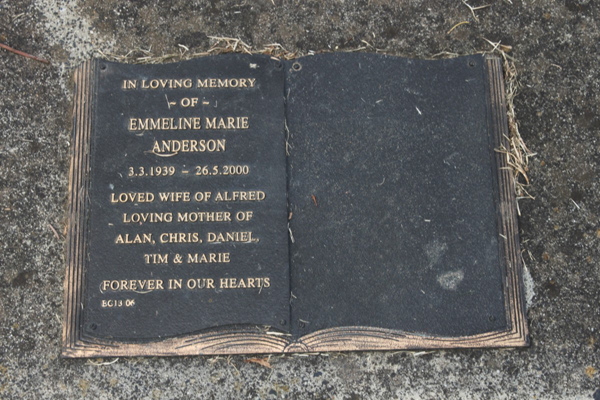 IN LOVING MEMORY
~ OF ~
EMMELINE MARIE
ANDERSON
3.3.1939 ~ 26.5.2000
LOVED WIFE OF ALFRED
LOVING MOTHER OF
ALAN, CHRIS, DANIEL,
TIM & MARIE
FOREVER IN OUR HEARTS
BC13 06